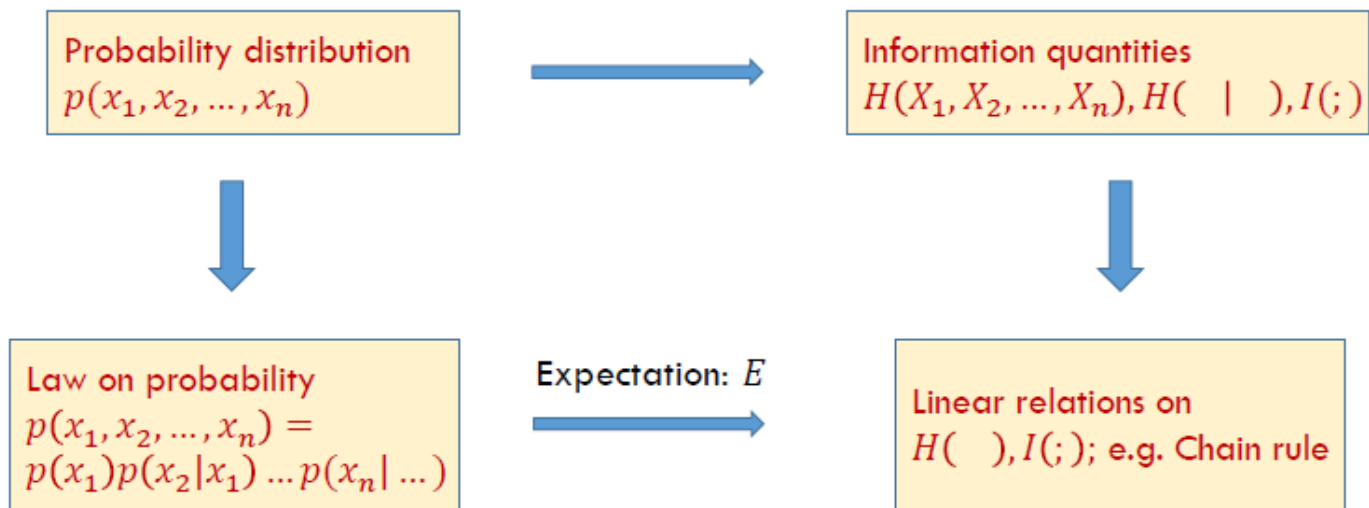 Probability distribution
p(x₁, x₂, …, xₙ)
Information quantities
H(X₁, X₂, …, Xₙ), H(   |   ), I(; )
Law on probability
p(x₁, x₂, …, xₙ) =
p(x₁)p(x₂|x₁) … p(xₙ| …)
Expectation: E
Linear relations on
H(   ), I(; ); e.g. Chain rule